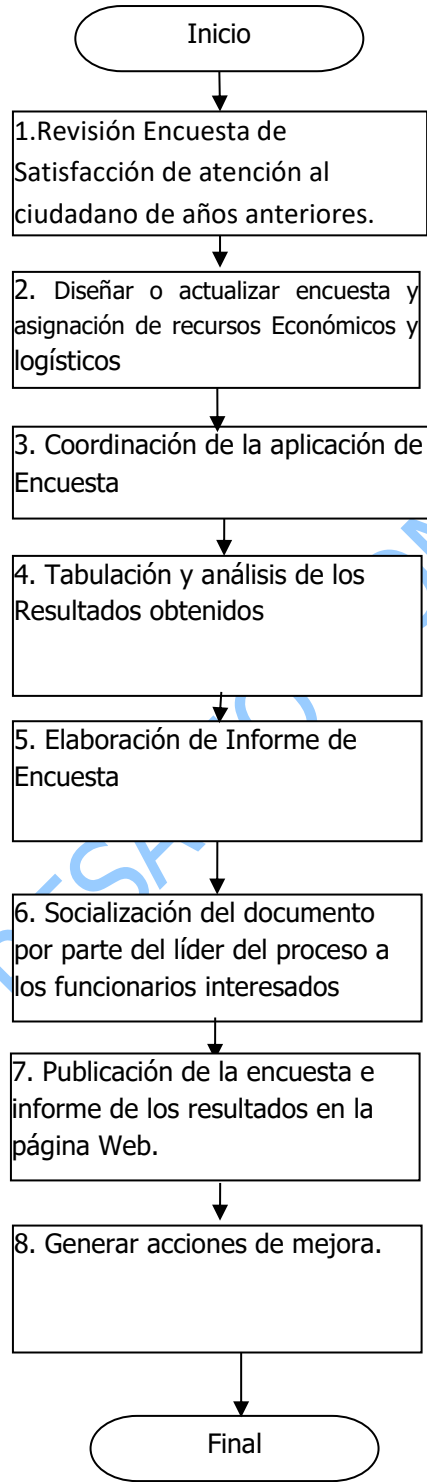 Inicio
1.Revisión Encuesta de
Satisfacción de atención al
ciudadano de años anteriores.
2. Diseñar o actualizar encuesta y
asignación de recursos Económicos y
logísticos
3. Coordinación de la aplicación de
Encuesta
4. Tabulación y análisis de los
Resultados obtenidos
5. Elaboración de Informe de
Encuesta
6. Socialización del documento
por parte del líder del proceso a
los funcionarios interesados
7. Publicación de la encuesta e
informe de los resultados en la
página Web.
8. Generar acciones de mejora.
Final